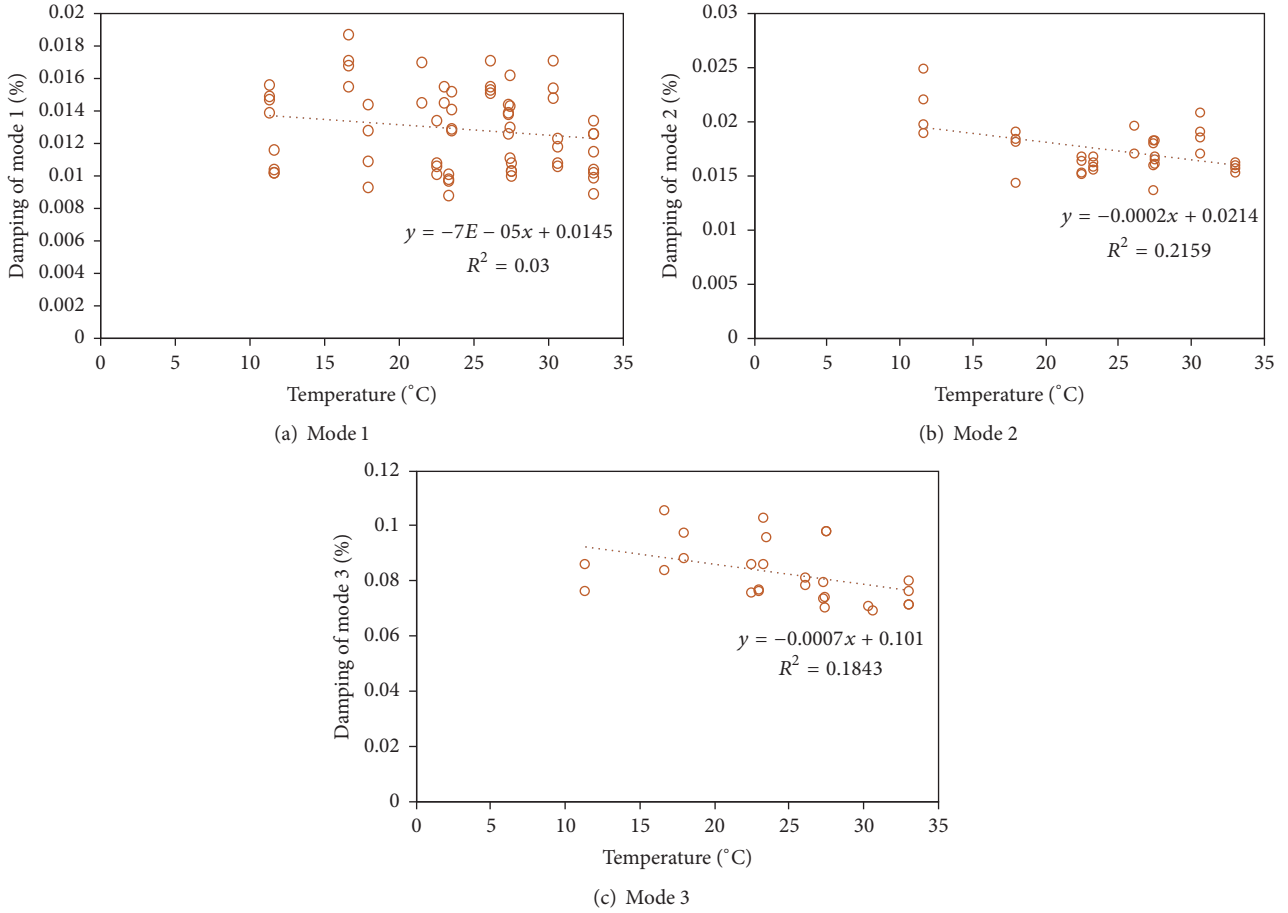 0.02
0.018
0.016
0.014
0.012
0.01
0.008
0.006
0.004
0.002
0
Damping of mode 1 (%)
y = −7E − 05x + 0.0145
R² = 0.03
0 5 10 15 20 25 30 35
Temperature (°C)
(a) Mode 1
0.03
0.025
0.02
0.015
0.01
0.005
0
Damping of mode 2 (%)
y = −0.0002x + 0.0214
R² = 0.2159
0 5 10 15 20 25 30 35
Temperature (°C)
(b) Mode 2
0.12
0.1
0.08
0.06
0.04
0.02
0
Damping of mode 3 (%)
y = −0.0007x + 0.101
R² = 0.1843
0 5 10 15 20 25 30 35
Temperature (°C)
(c) Mode 3